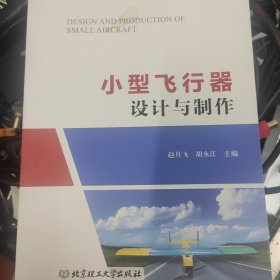 DESIGN AND PRODUCTION OF
SMALL AIRCRAFT
小型飞行器
设计与制作
赵月飞 胡永江 主编
北京理工大学出版社